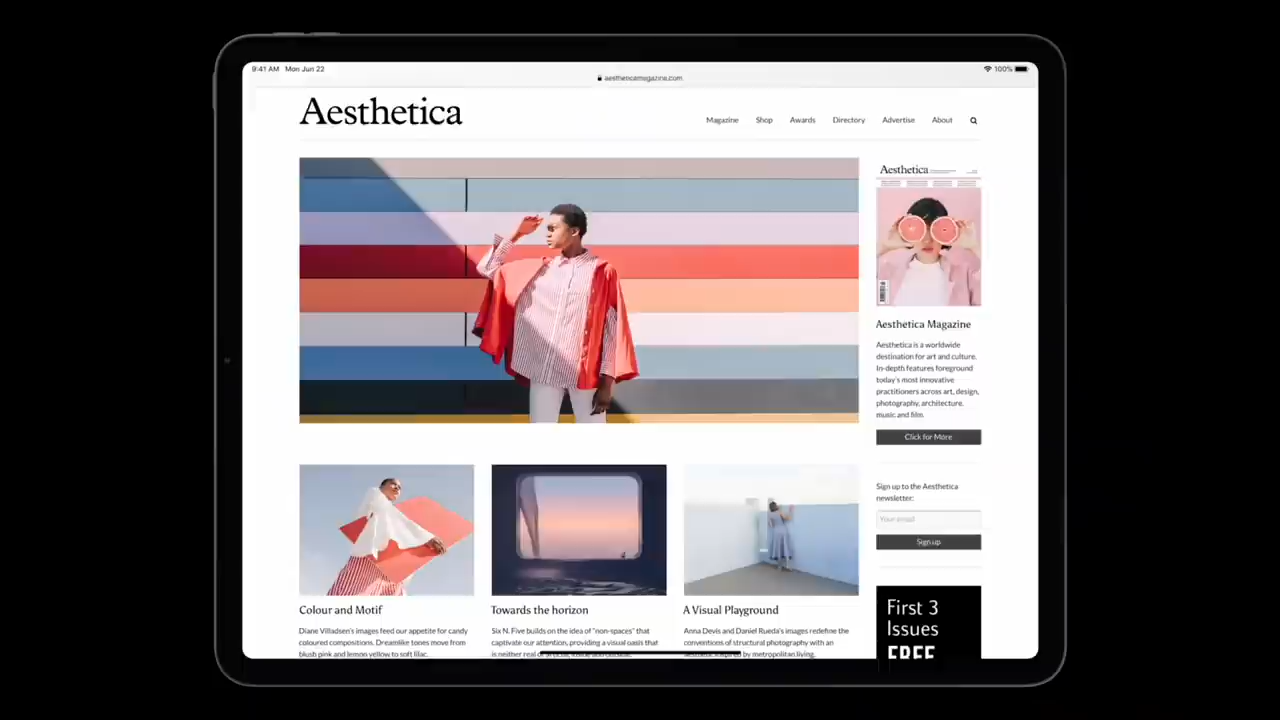 9:41 AM Mon Jun 22
100%
aestheticamagazine.com
Aesthetica
Magazine Shop Awards Directory Advertise About
Aesthetica
Aesthetica Magazine
Aesthetica is a worldwide
destination for art and culture.
In-depth features foreground
today's most innovative
practitioners across art, design,
photography, architecture,
music and film.
Click for More
Sign up to the Aesthetica
newsletter:
Your email
Sign up
First 3
Issues
FREE
Colour and Motif
Diane Villadsen's images feed our appetite for candy
coloured compositions. Dreamlike tones move from
blush pink and lemon yellow to soft lilac.
Towards the horizon
Six N. Five builds on the idea of "non-spaces" that
captivate our attention, providing a visual oasis that
is neither real
A Visual Playground
Anna Devis and Daniel Rueda's images redefine the
conventions of structural photography with an
by metropolitan living.